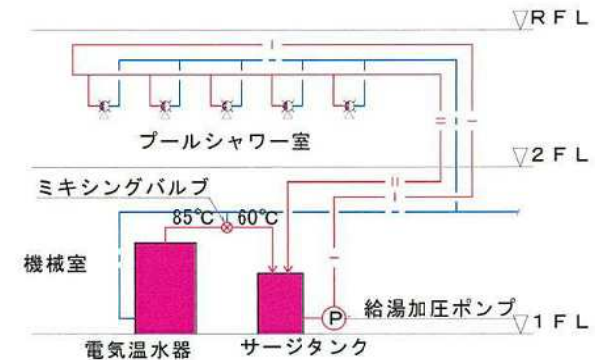 ▽RFL
プールシャワー室
▽2FL
ミキシングバルブ
85℃ 60℃
機械室
P
給湯加圧ポンプ
▽1FL
電気温水器
サージタンク